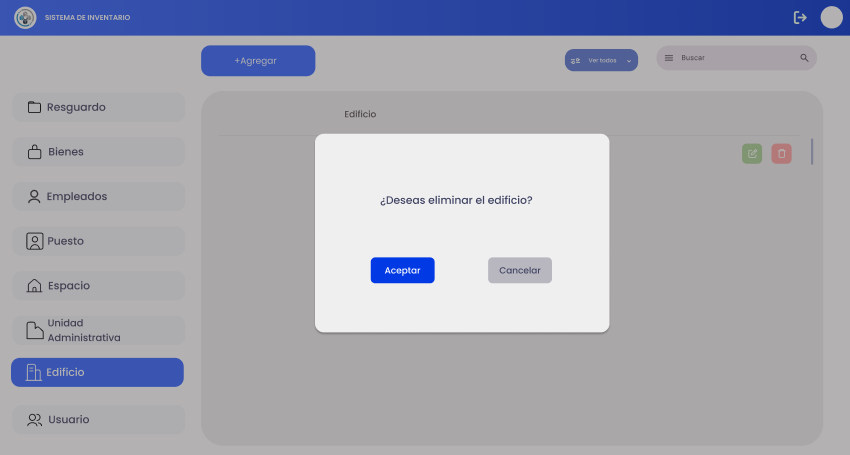 SISTEMA DE INVENTARIO
+Agregar
Ver todos
Buscar
Resguardo
Bienes
Empleados
Puesto
Espacio
Unidad
Administrativa
Edificio
Usuario
Edificio
¿Deseas eliminar el edificio?
Aceptar
Cancelar